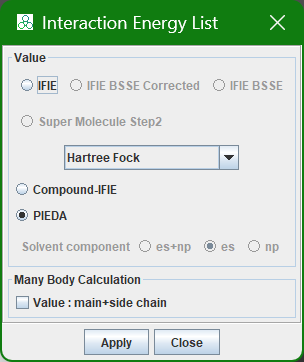 Interaction Energy List
Value
IFIE IFIE BSSE Corrected IFIE BSSE
Super Molecule Step2
Hartree Fock
Compound-IFIE
PIEDA
Solvent component es+np es np
Many Body Calculation
Value : main+side chain
Apply Close